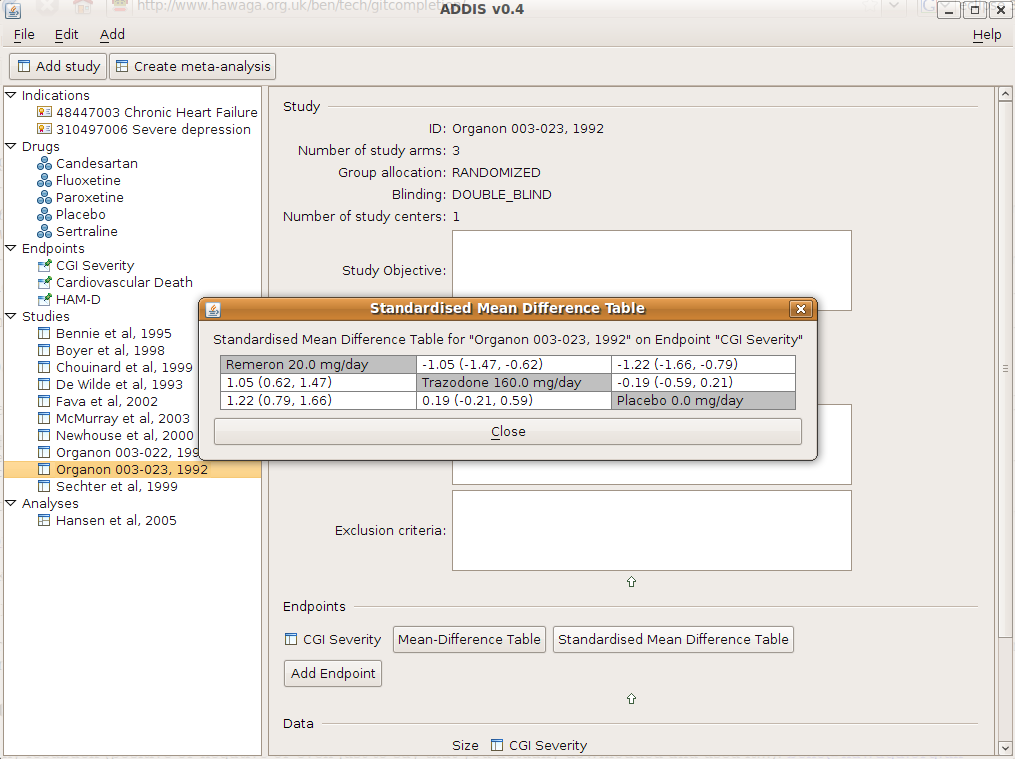 http://www.hawaga.org.uk/ben/tech/gitcompletion
ADDIS v0.4
File Edit Add Help
Add study Create meta-analysis
Indications
48447003 Chronic Heart Failure
310497006 Severe depression
Drugs
Candesartan
Fluoxetine
Paroxetine
Placebo
Sertraline
Endpoints
CGI Severity
Cardiovascular Death
HAM-D
Studies
Bennie et al, 1995
Boyer et al, 1998
Chouinard et al, 1999
De Wilde et al, 1993
Fava et al, 2002
McMurray et al, 2003
Newhouse et al, 2000
Organon 003-022, 199
Organon 003-023, 1992
Sechter et al, 1999
Analyses
Hansen et al, 2005
Study
ID: Organon 003-023, 1992
Number of study arms: 3
Group allocation: RANDOMIZED
Blinding: DOUBLE_BLIND
Number of study centers: 1
Study Objective:
Standardised Mean Difference Table
Standardised Mean Difference Table for "Organon 003-023, 1992" on Endpoint "CGI Severity"
Remeron 20.0 mg/day -1.05 (-1.47, -0.62) -1.22 (-1.66, -0.79)
1.05 (0.62, 1.47) Trazodone 160.0 mg/day -0.19 (-0.59, 0.21)
1.22 (0.79, 1.66) 0.19 (-0.21, 0.59) Placebo 0.0 mg/day
Close
Exclusion criteria:
Endpoints
CGI Severity Mean-Difference Table Standardised Mean Difference Table
Add Endpoint
Data
Size CGI Severity